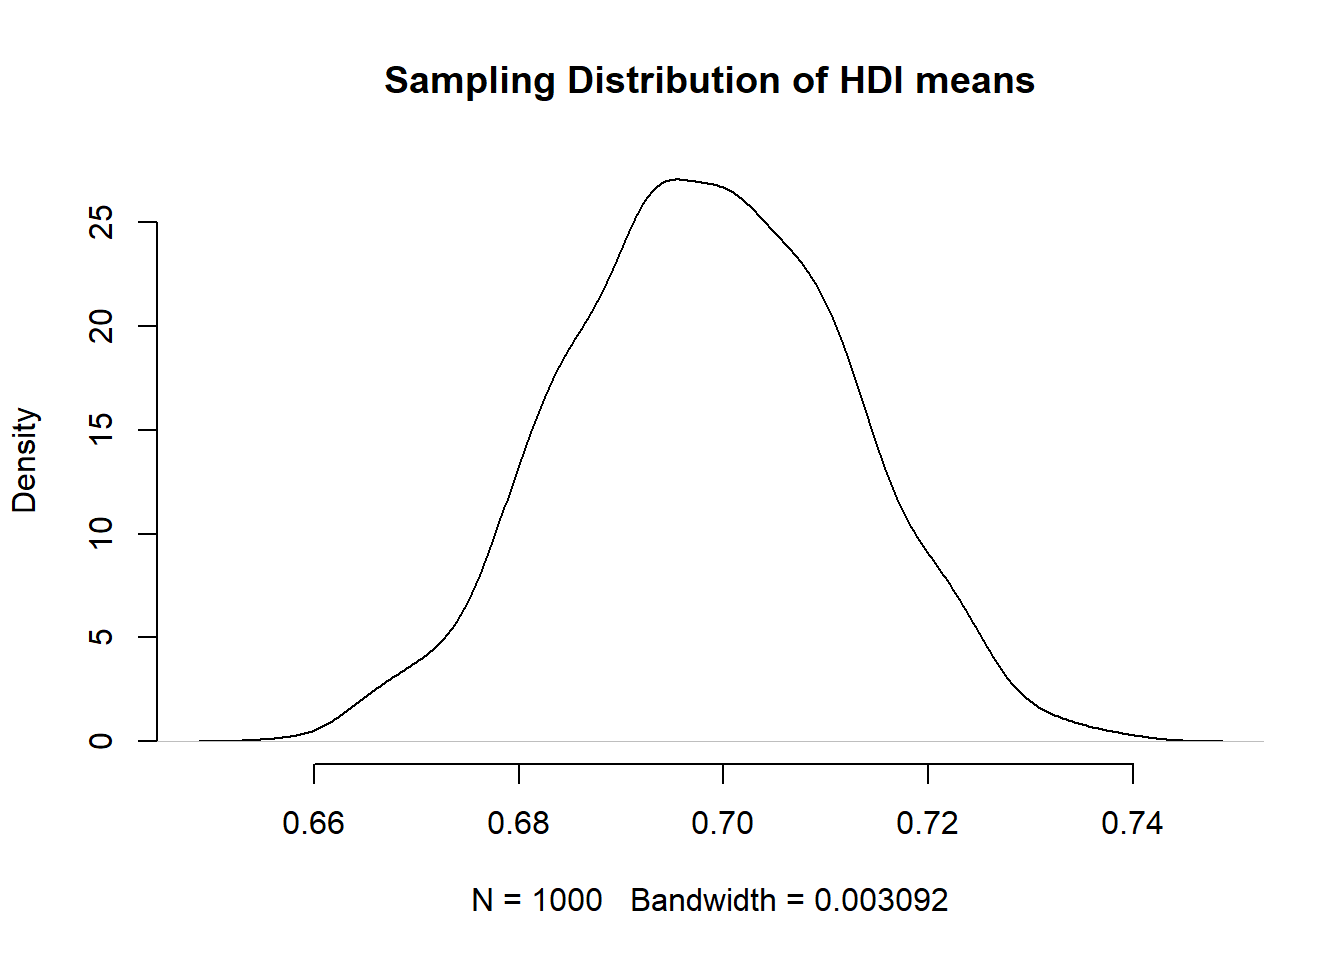 Sampling Distribution of HDI means
Density
25
20
15
10
5
0
0.66 0.68 0.70 0.72 0.74
N = 1000 Bandwidth = 0.003092